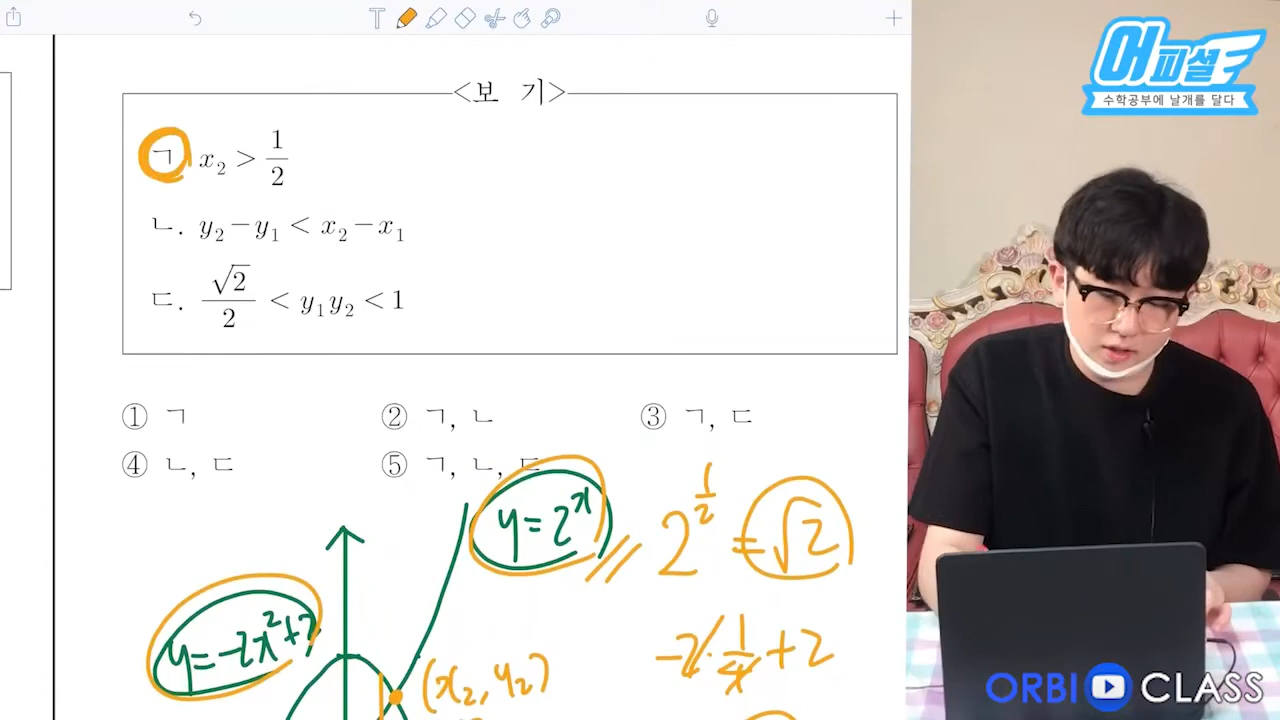 <보 기>
ㄱ x₂ > 1/2
ㄴ. y₂ − y₁ < x₂ − x₁
ㄷ. √2/2 < y₁y₂ < 1
① ㄱ
② ㄱ, ㄴ
③ ㄱ, ㄷ
④ ㄴ, ㄷ
⑤ ㄱ, ㄴ, ㄷ
y = 2^x
2^(1/2) = √2
y = -2x²+2
-2 · 1/4 + 2
(x₂, y₂)
어피셜
수학공부에 날개를 달다
ORBI CLASS